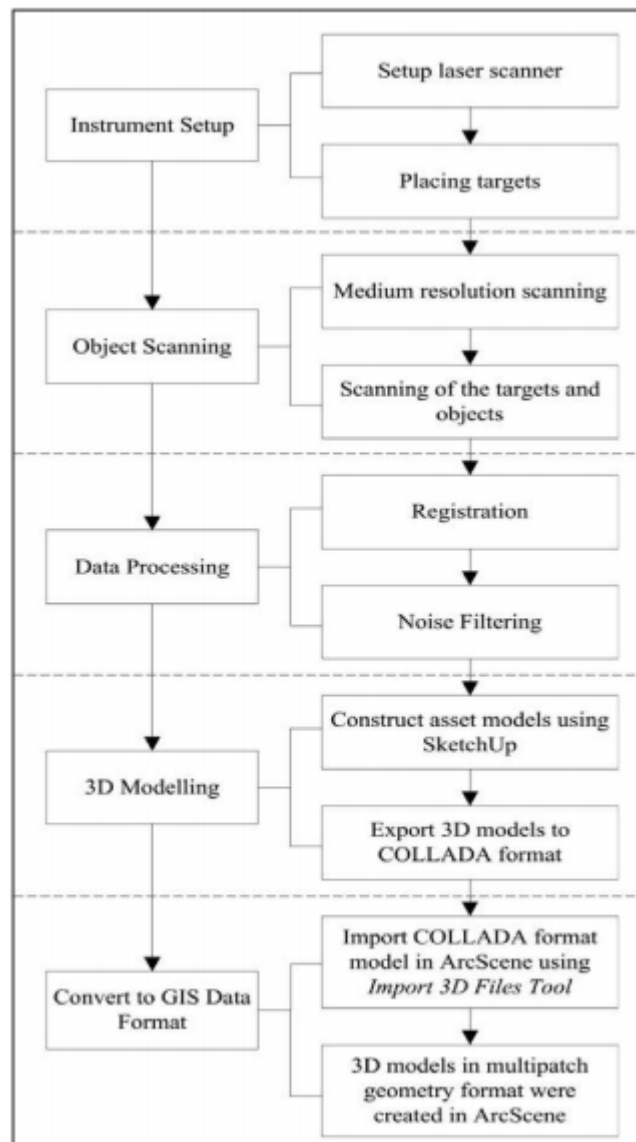 Instrument Setup
Setup laser scanner
Placing targets
Object Scanning
Medium resolution scanning
Scanning of the targets and
objects
Data Processing
Registration
Noise Filtering
3D Modelling
Construct asset models using
SketchUp
Export 3D models to
COLLADA format
Convert to GIS Data
Format
Import COLLADA format
model in ArcScene using
Import 3D Files Tool
3D models in multipatch
geometry format were
created in ArcScene